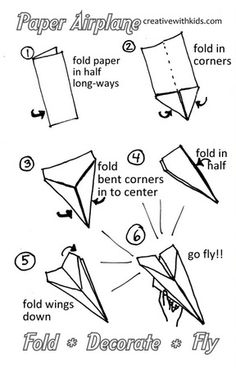 Paper Airplane
creativewithkids.com
1
fold paper
in half
long-ways
2
fold in
corners
3
fold
bent corners
in to center
4
fold in
half
5
fold wings
down
6
go fly!!
Fold * Decorate * Fly